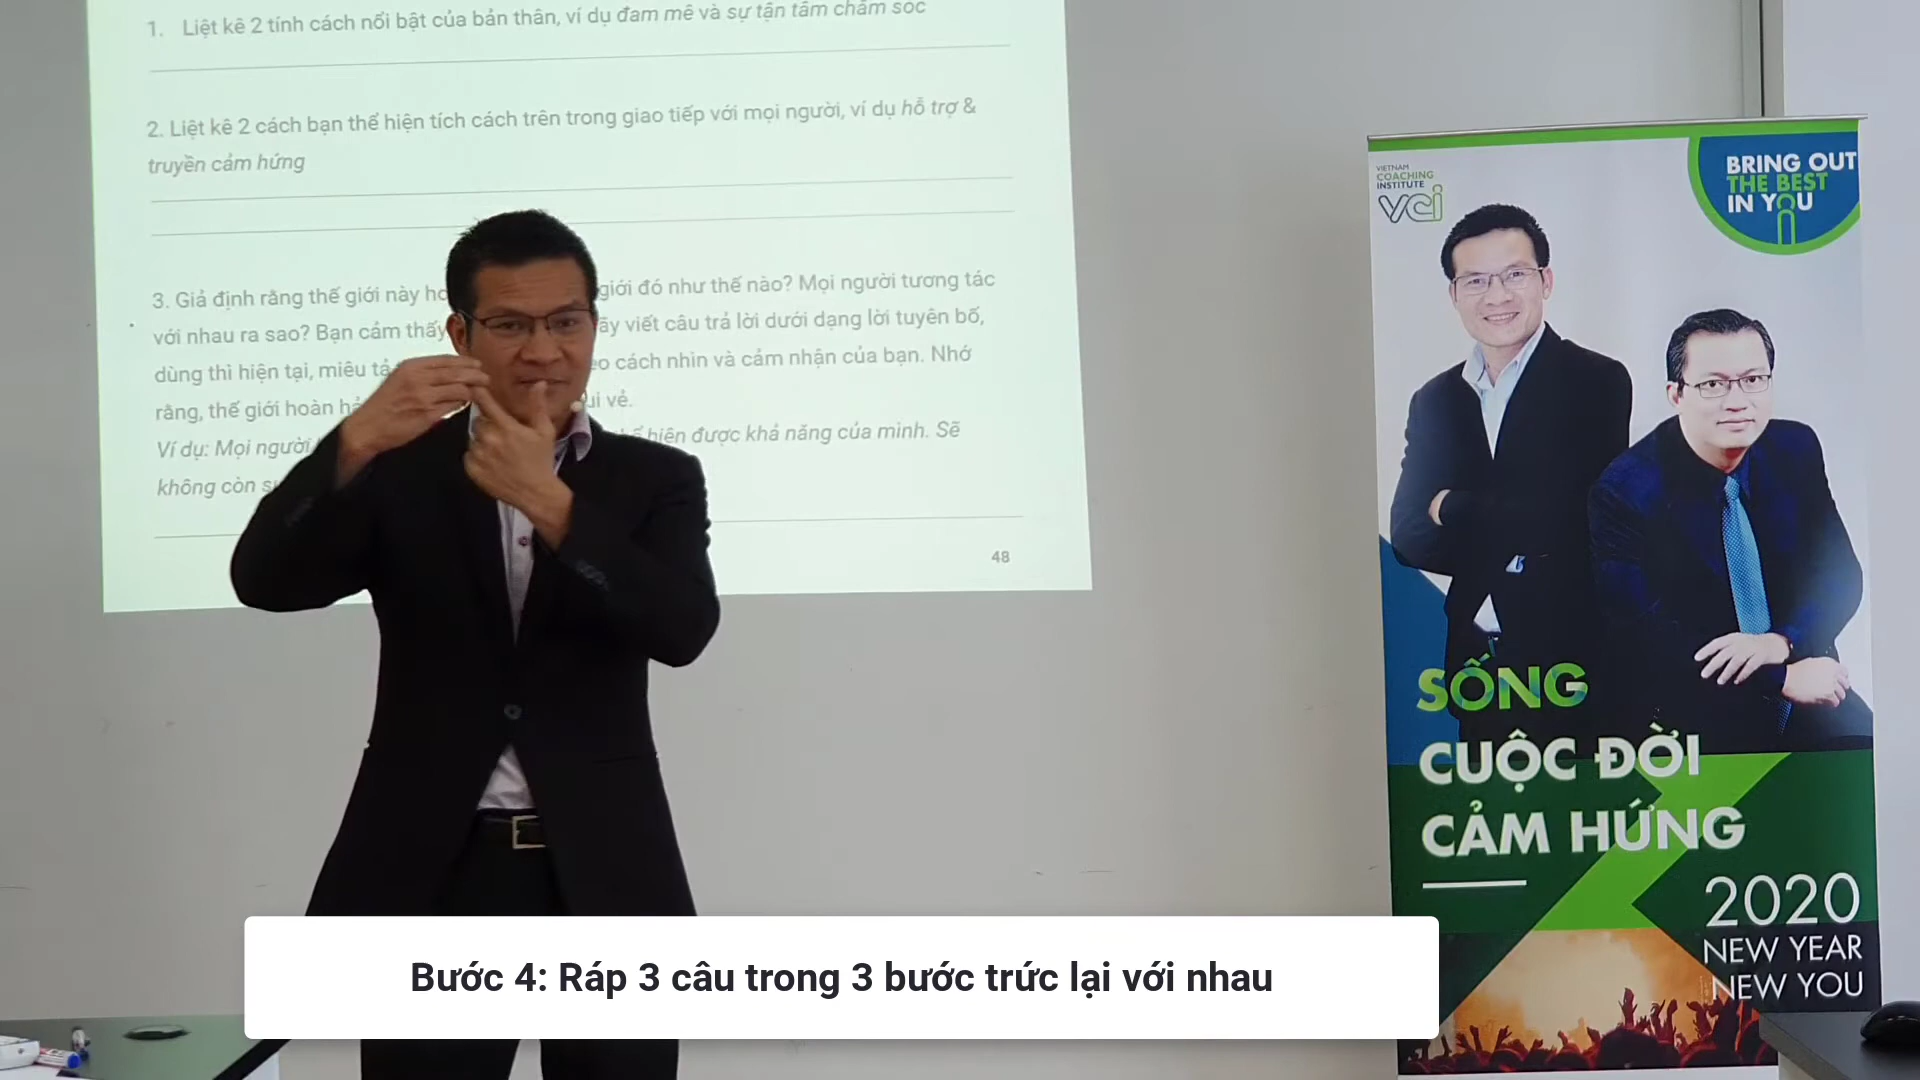 1. Liệt kê 2 tính cách nổi bật của bản thân, ví dụ đam mê và sự tận tâm chăm sóc
2. Liệt kê 2 cách bạn thể hiện tích cách trên trong giao tiếp với mọi người, ví dụ hỗ trợ &
truyền cảm hứng
3. Giả định rằng thế giới này giới đó như thế nào? Mọi người tương tác
với nhau ra sao? Bạn cảm thấy viết câu trả lời dưới dạng lời tuyên bố,
dùng thì hiện tại, miêu tả cách nhìn và cảm nhận của bạn. Nhớ
rằng, thế giới hoàn vẻ.
Ví dụ: Mọi người hiện được khả năng của mình. Sẽ
không còn
48
VIETNAM
COACHING
INSTITUTE
vci
BRING OUT
THE BEST
IN YOU
SỐNG
CUỘC ĐỜI
CẢM HỨNG
2020
NEW YEAR
NEW YOU
Bước 4: Ráp 3 câu trong 3 bước trức lại với nhau